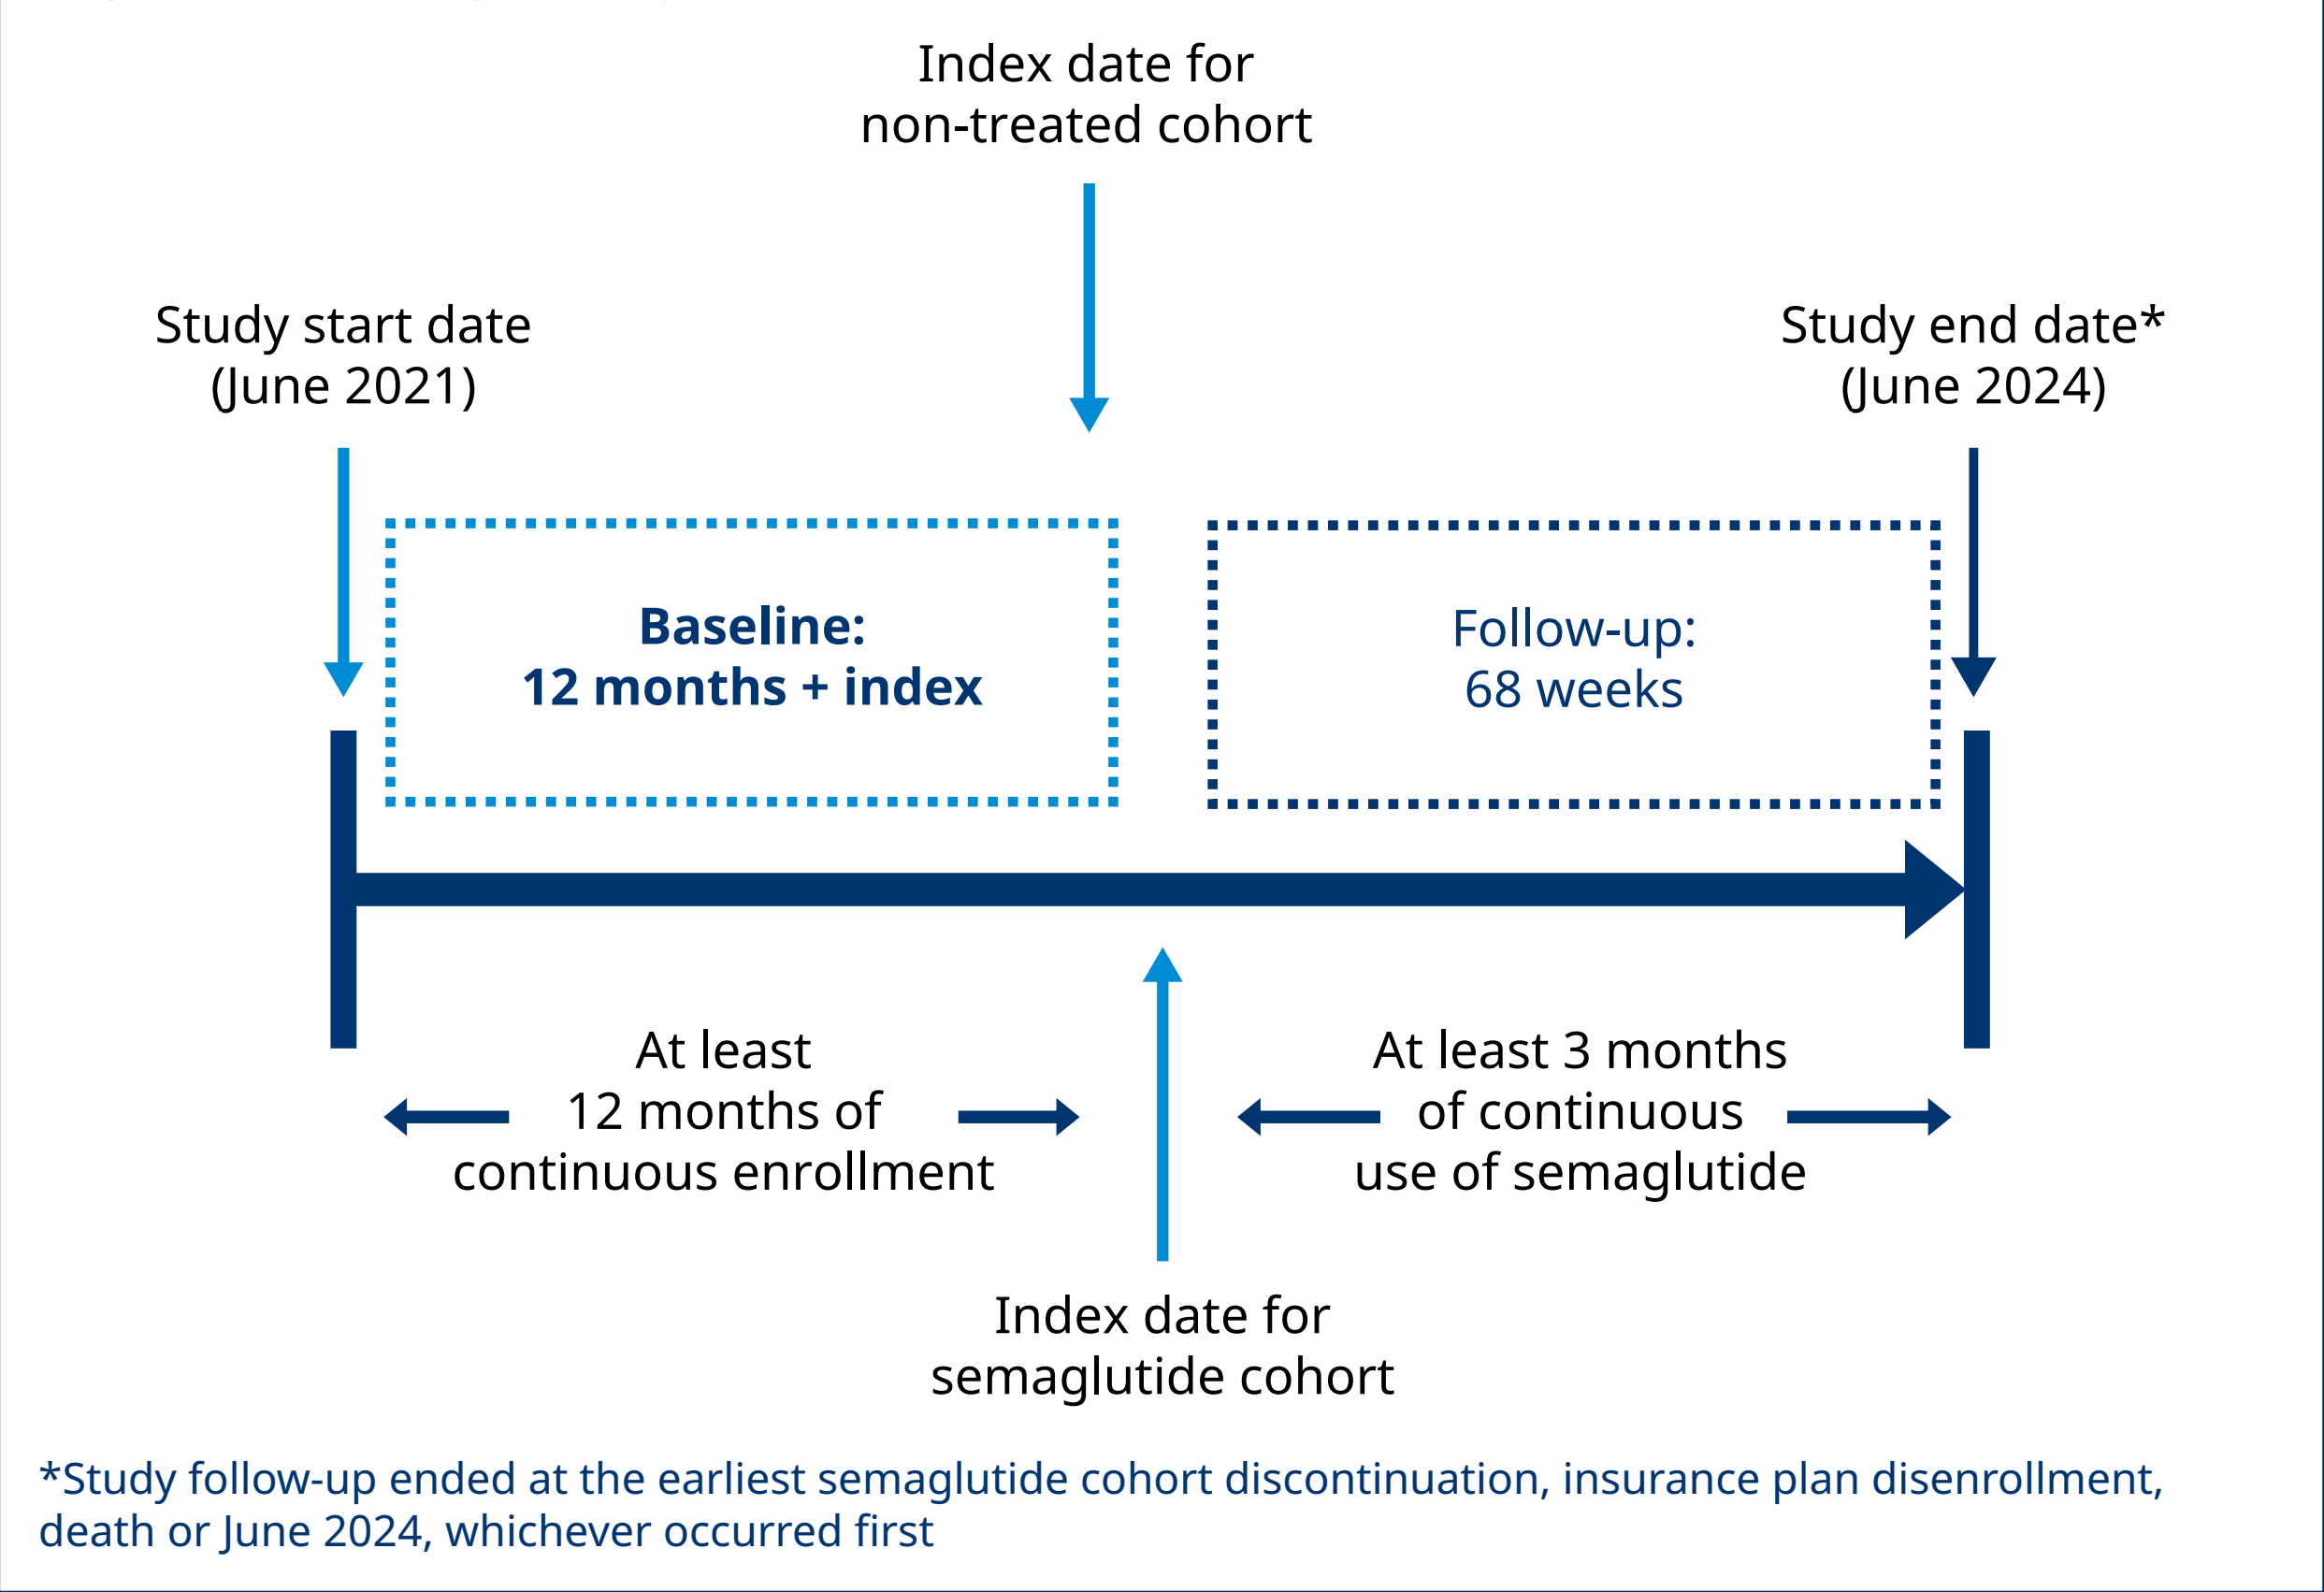 Index date for
non-treated cohort
Study start date
(June 2021)
Study end date*
(June 2024)
Baseline:
12 months + index
Follow-up:
68 weeks
At least
12 months of
continuous enrollment
At least 3 months
of continuous
use of semaglutide
Index date for
semaglutide cohort
*Study follow-up ended at the earliest semaglutide cohort discontinuation, insurance plan disenrollment,
death or June 2024, whichever occurred first